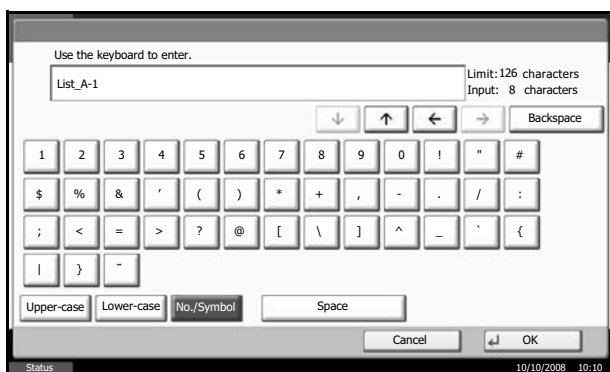 Use the keyboard to enter.
List_A-1
Limit: 126 characters
Input: 8 characters
↓ ↑ ← → Backspace
1 2 3 4 5 6 7 8 9 0 ! " #
$ % & ' ( ) * + , - . / :
; < = > ? @ [ \ ] ^ _ ` {
| } ~
Upper-case Lower-case No./Symbol Space
Cancel OK
Status 10/10/2008 10:10